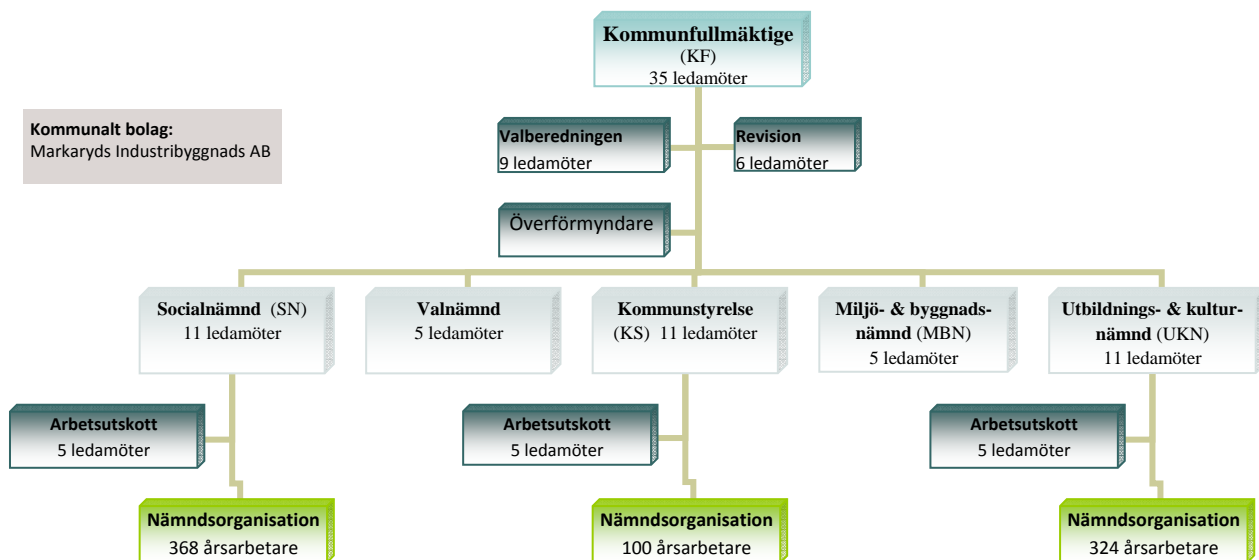 Kommunfullmäktige
(KF)
35 ledamöter
Kommunalt bolag:
Markaryds Industribyggnads AB
Valberedningen
9 ledamöter
Revision
6 ledamöter
Överförmyndare
Socialnämnd (SN)
11 ledamöter
Valnämnd
5 ledamöter
Kommunstyrelse
(KS) 11 ledamöter
Miljö- & byggnads-
nämnd (MBN)
5 ledamöter
Utbildnings- & kultur-
nämnd (UKN)
11 ledamöter
Arbetsutskott
5 ledamöter
Arbetsutskott
5 ledamöter
Arbetsutskott
5 ledamöter
Nämndsorganisation
368 årsarbetare
Nämndsorganisation
100 årsarbetare
Nämndsorganisation
324 årsarbetare